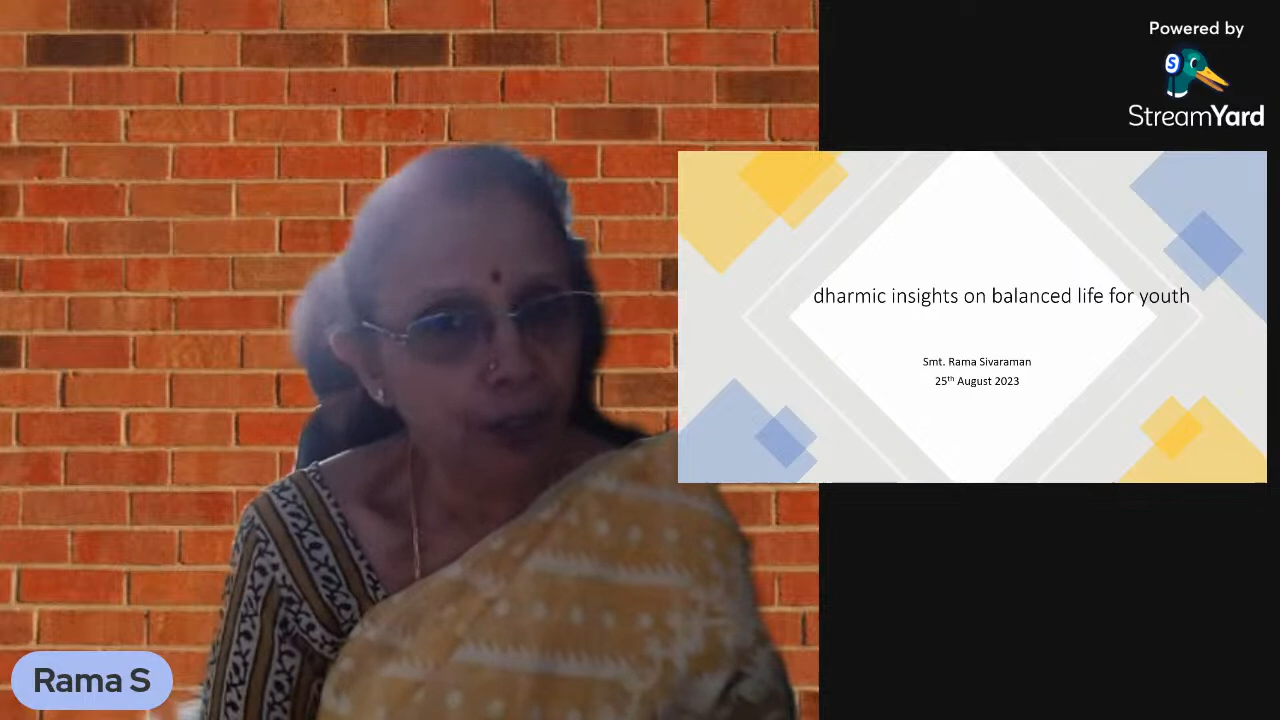 Powered by
StreamYard
dharmic insights on balanced life for youth
Smt. Rama Sivaraman
25th August 2023
Rama S